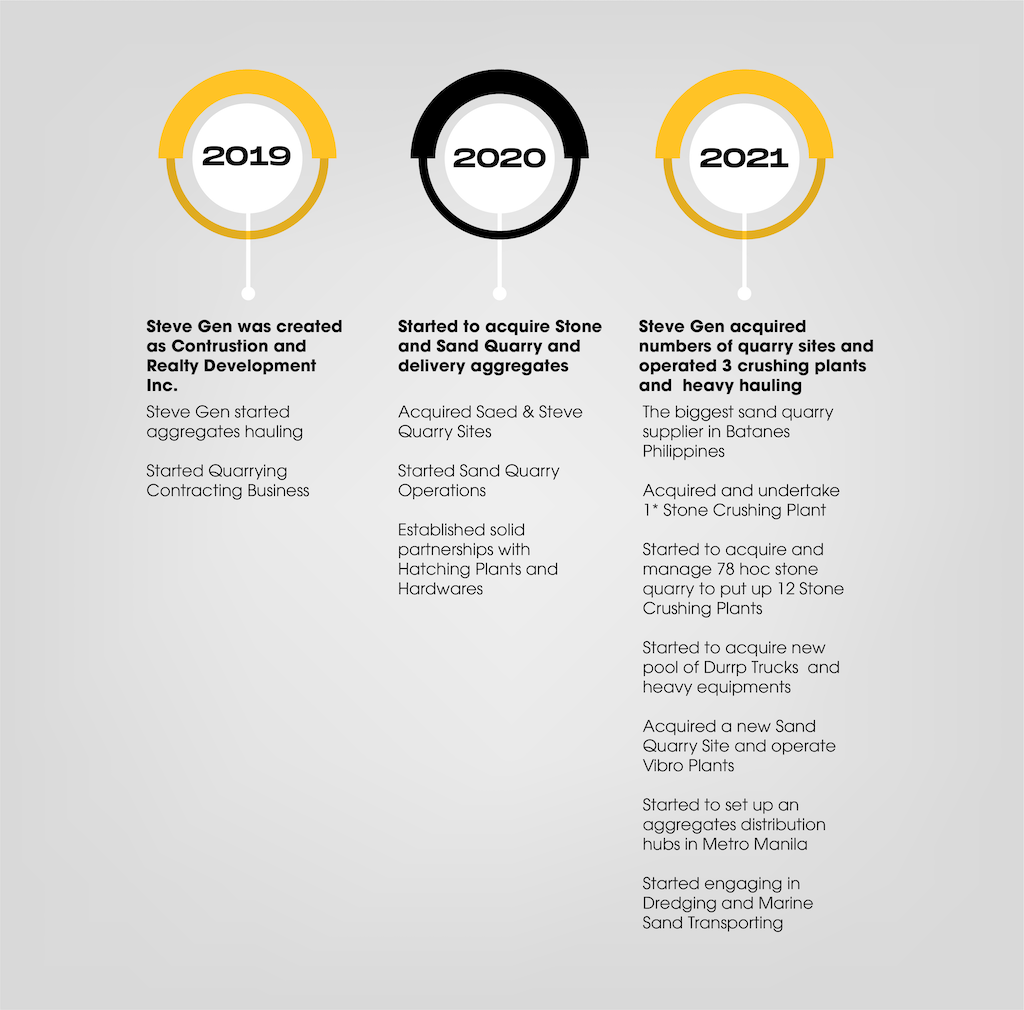 2019
Steve Gen was created
as Contrustion and
Realty Development
Inc.
Steve Gen started
aggregates hauling
Started Quarrying
Contracting Business
2020
Started to acquire Stone
and Sand Quarry and
delivery aggregates
Acquired Saed & Steve
Quarry Sites
Started Sand Quarry
Operations
Established solid
partnerships with
Hatching Plants and
Hardwares
2021
Steve Gen acquired
numbers of quarry sites and
operated 3 crushing plants
and heavy hauling
The biggest sand quarry
supplier in Batanes
Philippines
Acquired and undertake
1* Stone Crushing Plant
Started to acquire and
manage 78 hoc stone
quarry to put up 12 Stone
Crushing Plants
Started to acquire new
pool of Durrp Trucks and
heavy equipments
Acquired a new Sand
Quarry Site and operate
Vibro Plants
Started to set up an
aggregates distribution
hubs in Metro Manila
Started engaging in
Dredging and Marine
Sand Transporting